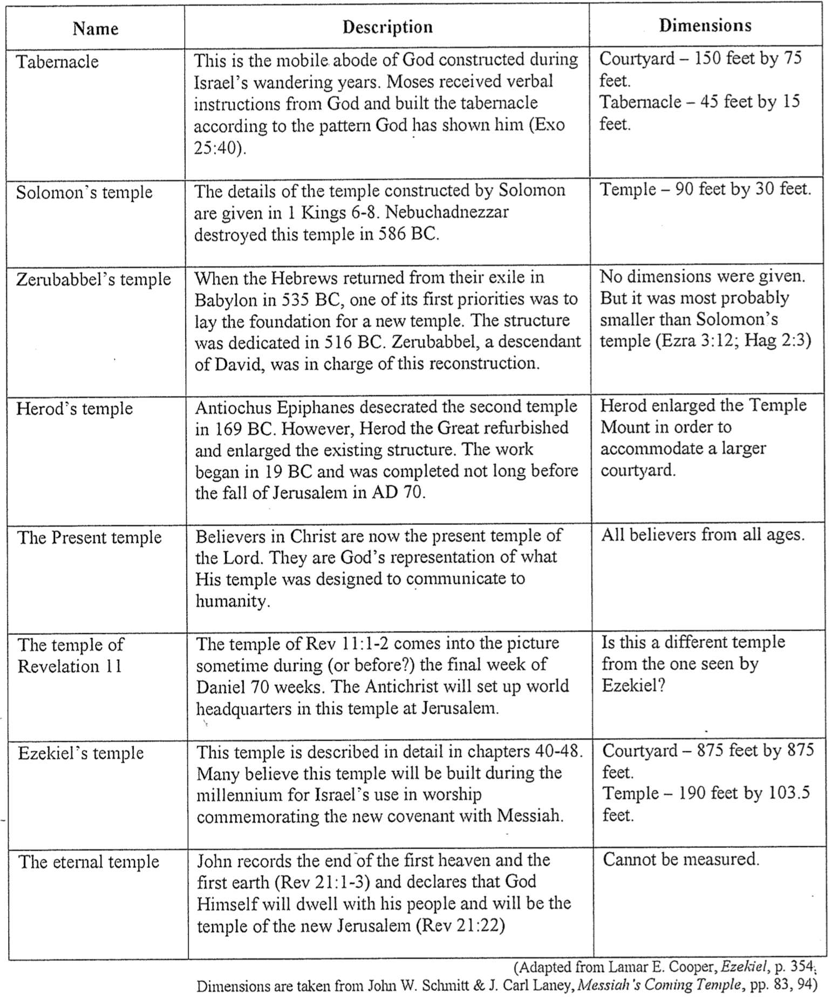 Name
Description
Dimensions
Tabernacle
This is the mobile abode of God constructed during
Israel's wandering years. Moses received verbal
instructions from God and built the tabernacle
according to the pattern God has shown him (Exo
25:40).
Courtyard – 150 feet by 75
feet.
Tabernacle – 45 feet by 15
feet.
Solomon's temple
The details of the temple constructed by Solomon
are given in 1 Kings 6-8. Nebuchadnezzar
destroyed this temple in 586 BC.
Temple – 90 feet by 30 feet.
Zerubabbel's temple
When the Hebrews returned from their exile in
Babylon in 535 BC, one of its first priorities was to
lay the foundation for a new temple. The structure
was dedicated in 516 BC. Zerubabbel, a descendant
of David, was in charge of this reconstruction.
No dimensions were given.
But it was most probably
smaller than Solomon's
temple (Ezra 3:12; Hag 2:3)
Herod's temple
Antiochus Epiphanes desecrated the second temple
in 169 BC. However, Herod the Great refurbished
and enlarged the existing structure. The work
began in 19 BC and was completed not long before
the fall of Jerusalem in AD 70.
Herod enlarged the Temple
Mount in order to
accommodate a larger
courtyard.
The Present temple
Believers in Christ are now the present temple of
the Lord. They are God's representation of what
His temple was designed to communicate to
humanity.
All believers from all ages.
The temple of
Revelation 11
The temple of Rev 11:1-2 comes into the picture
sometime during (or before?) the final week of
Daniel 70 weeks. The Antichrist will set up world
headquarters in this temple at Jerusalem.
Is this a different temple
from the one seen by
Ezekiel?
Ezekiel's temple
This temple is described in detail in chapters 40-48.
Many believe this temple will be built during the
millennium for Israel's use in worship
commemorating the new covenant with Messiah.
Courtyard – 875 feet by 875
feet.
Temple – 190 feet by 103.5
feet.
The eternal temple
John records the end of the first heaven and the
first earth (Rev 21:1-3) and declares that God
Himself will dwell with his people and will be the
temple of the new Jerusalem (Rev 21:22)
Cannot be measured.
(Adapted from Lamar E. Cooper, Ezekiel, p. 354;
Dimensions are taken from John W. Schmitt & J. Carl Laney, Messiah's Coming Temple, pp. 83, 94)